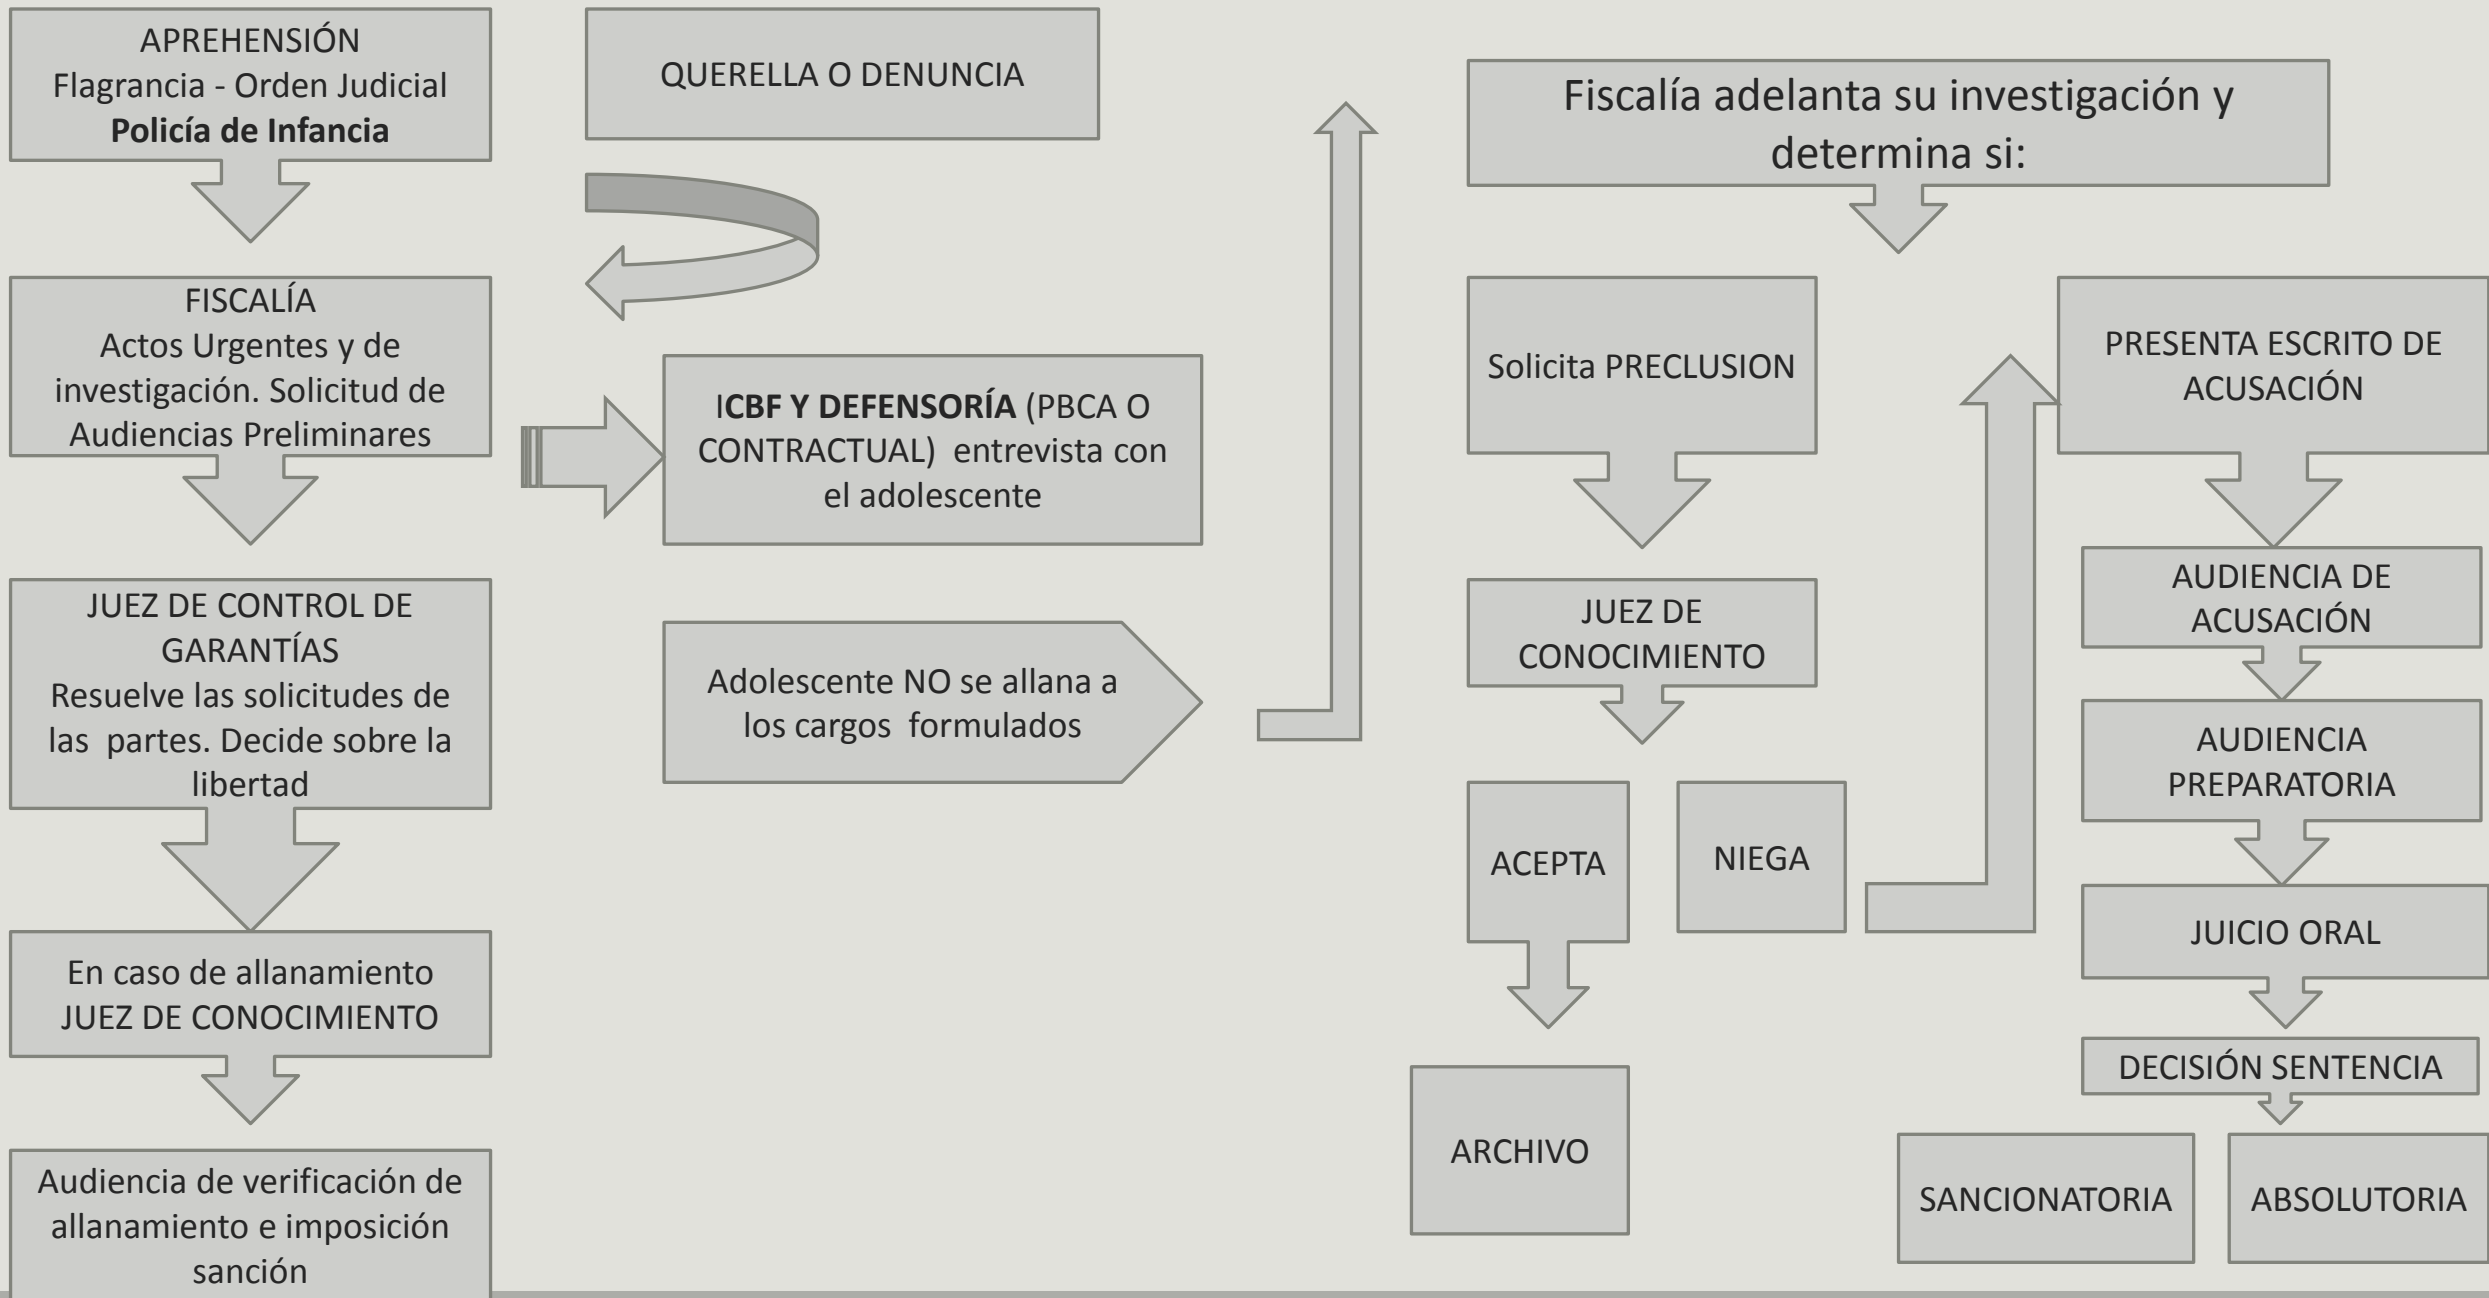 APREHENSIÓN
Flagrancia - Orden Judicial
Policía de Infancia
FISCALÍA
Actos Urgentes y de
investigación. Solicitud de
Audiencias Preliminares
JUEZ DE CONTROL DE
GARANTÍAS
Resuelve las solicitudes de
las partes. Decide sobre la
libertad
En caso de allanamiento
JUEZ DE CONOCIMIENTO
Audiencia de verificación de
allanamiento e imposición
sanción
QUERELLA O DENUNCIA
ICBF Y DEFENSORÍA (PBCA O
CONTRACTUAL) entrevista con
el adolescente
Adolescente NO se allana a
los cargos formulados
Fiscalía adelanta su investigación y
determina si:
Solicita PRECLUSION
JUEZ DE
CONOCIMIENTO
ACEPTA
NIEGA
ARCHIVO
PRESENTA ESCRITO DE
ACUSACIÓN
AUDIENCIA DE
ACUSACIÓN
AUDIENCIA
PREPARATORIA
JUICIO ORAL
DECISIÓN SENTENCIA
SANCIONATORIA
ABSOLUTORIA